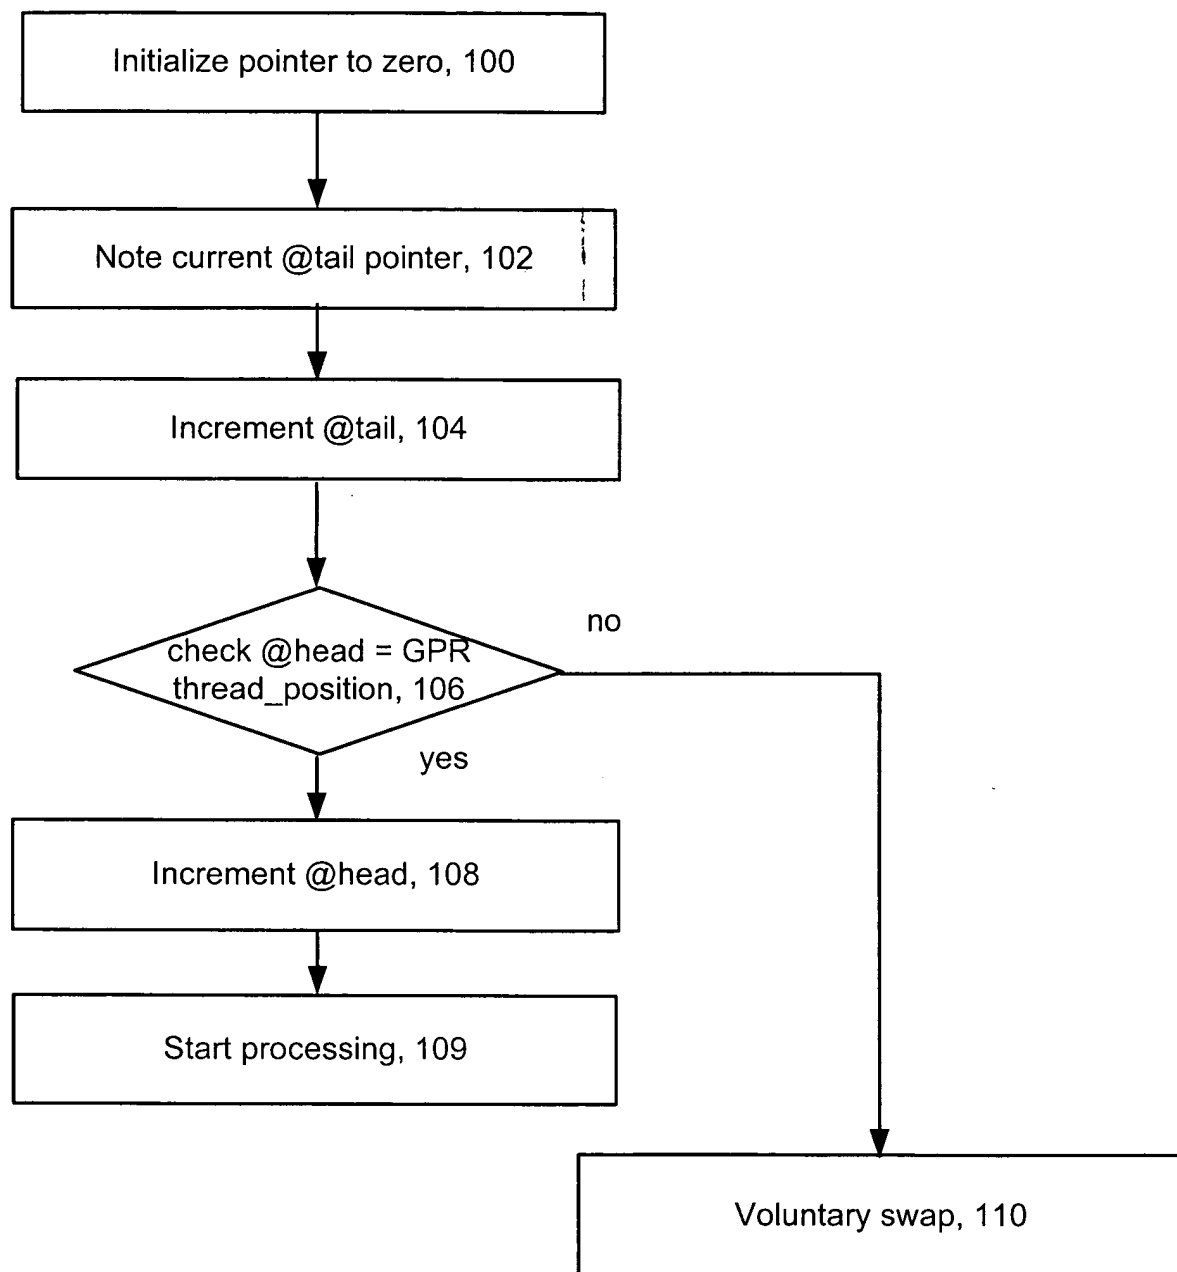 Initialize pointer to zero, 100
Note current @tail pointer, 102
Increment @tail, 104
no
check @head = GPR
thread_position, 106
yes
Increment @head, 108
Start processing, 109
Voluntary swap, 110